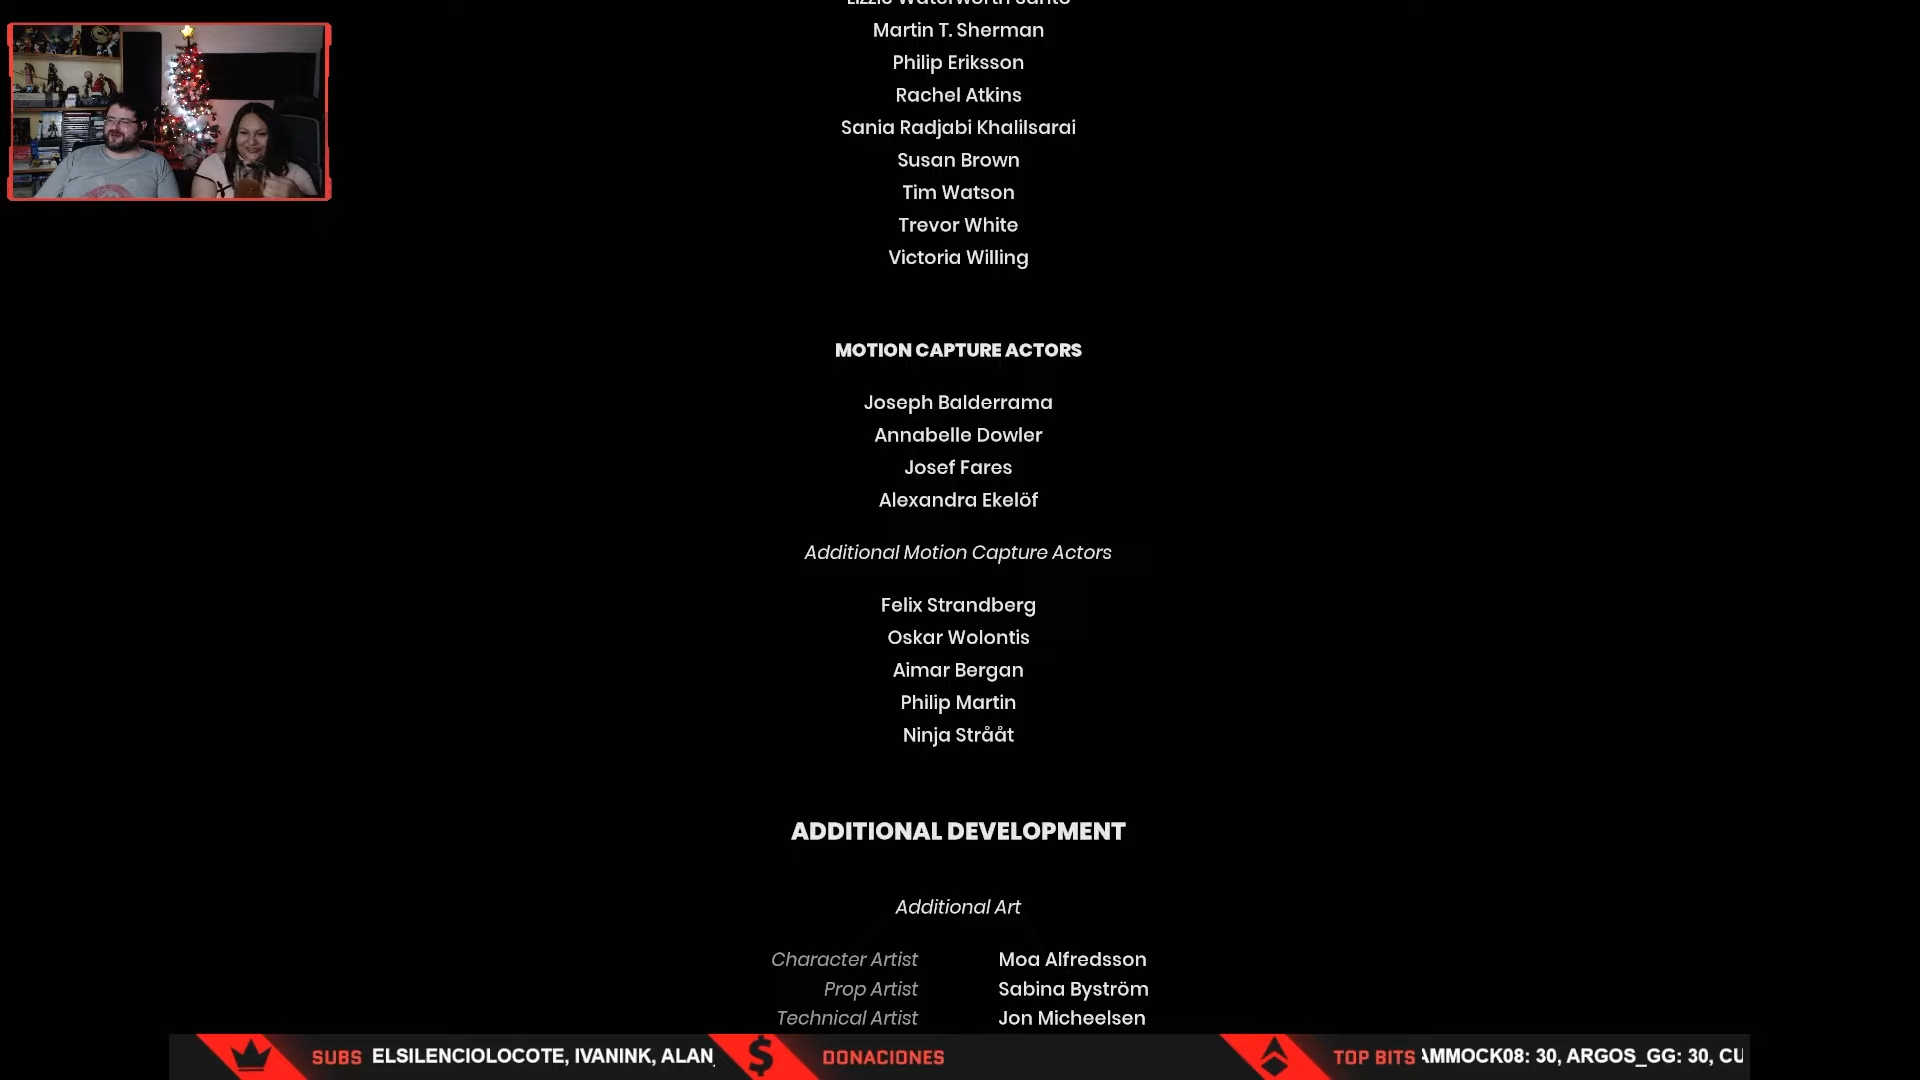 Martin T. Sherman
Philip Eriksson
Rachel Atkins
Sania Radjabi Khalilsarai
Susan Brown
Tim Watson
Trevor White
Victoria Willing
MOTION CAPTURE ACTORS
Joseph Balderrama
Annabelle Dowler
Josef Fares
Alexandra Ekelöf
Additional Motion Capture Actors
Felix Strandberg
Oskar Wolontis
Aimar Bergan
Philip Martin
Ninja Strååt
ADDITIONAL DEVELOPMENT
Additional Art
Character Artist Moa Alfredsson
Prop Artist Sabina Byström
Technical Artist Jon Micheelsen
SUBS ELSILENCIOLOCOTE, IVANINK, ALAN DONACIONES TOP BITS AMMOCK08: 30, ARGOS_GG: 30, CU